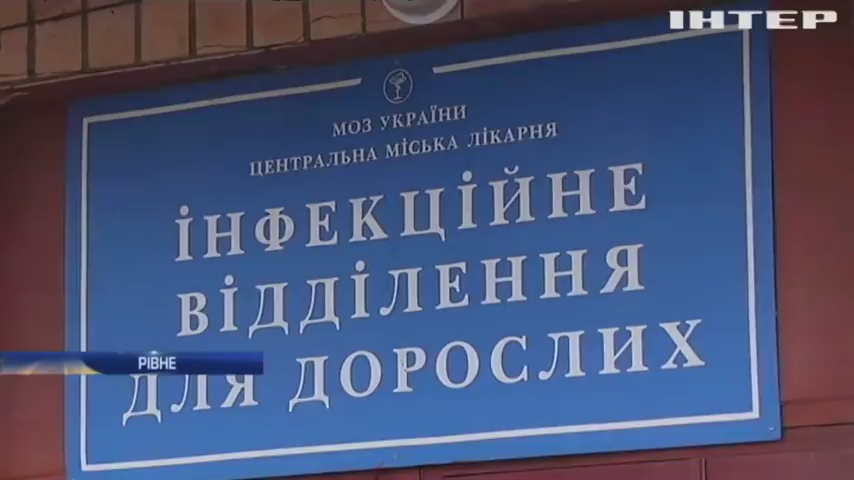 ІНТЕР
МОЗ УКРАЇНИ
ЦЕНТРАЛЬНА МІСЬКА ЛІКАРНЯ
ІНФЕКЦІЙНЕ
ВІДДІЛЕННЯ
РІВНЕ
ДЛЯ ДОРОСЛИХ